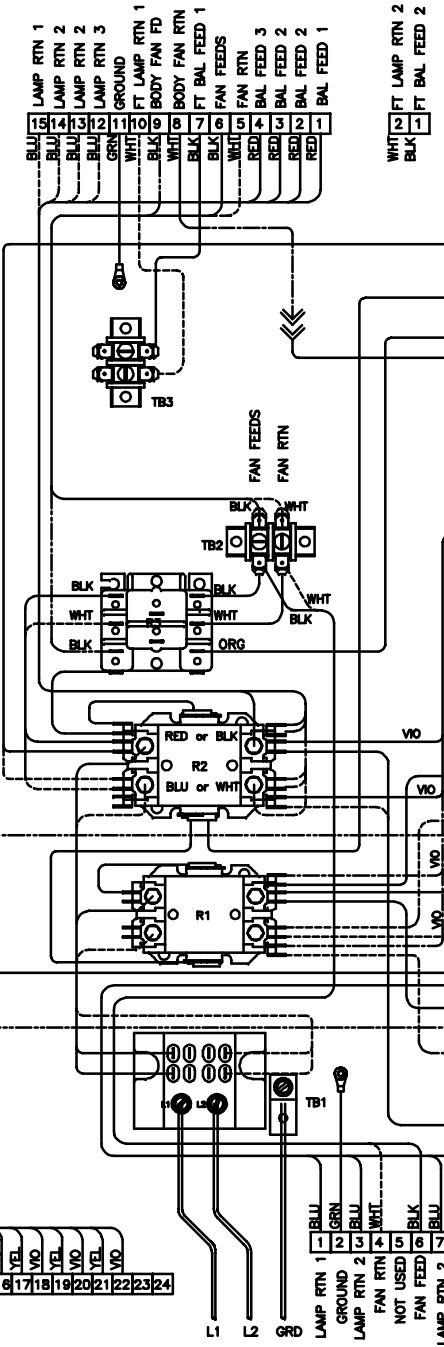 LAMP RTN 1
LAMP RTN 2
LAMP RTN 2
LAMP RTN 3
GROUND
FT LAMP RTN 1
BODY FAN FD
BODY FAN RTN
FT BAL FEED 1
FAN FEEDS
FAN RTN
BAL FEED 3
BAL FEED 2
BAL FEED 2
BAL FEED 1
FT LAMP RTN 2
FT BAL FEED 2
15 14 13 12 11 10 9 8 7 6 5 4 3 2 1
2 1
BLU BLU BLU BLU GRN WHT BLK WHT BLK BLK WHT RED RED RED RED
WHT BLK
TB3
FAN FEEDS
FAN RTN
BLK WHT
TB2
BLK BLK WHT
WHT R3 WHT BLK
BLK ORG
RED or BLK VIO
R2
BLU or WHT VIO
VIO
R1 VIO
L1 L2 TB1
BLU GRN BLU WHT BLK BLU
1 2 3 4 5 6 7
LAMP RTN 1
GROUND
LAMP RTN 2
FAN RTN
NOT USED
FAN FEED
LAMP RTN 2
YEL VIO YEL VIO YEL VIO
6 17 18 19 20 21 22 23 24
L1 L2 GRD